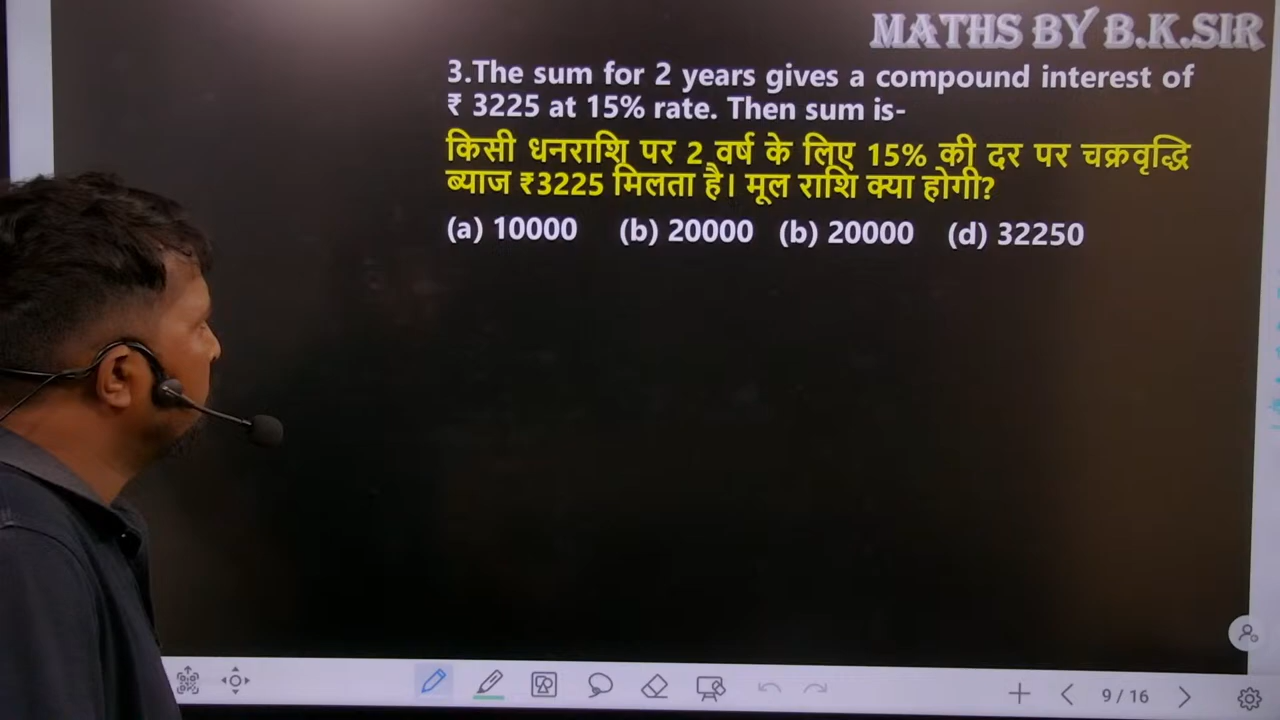 MATHS BY B.K.SIR
3.The sum for 2 years gives a compound interest of
₹ 3225 at 15% rate. Then sum is-
किसी धनराशि पर 2 वर्ष के लिए 15% की दर पर चक्रवृद्धि
ब्याज ₹3225 मिलता है। मूल राशि क्या होगी?
(a) 10000 (b) 20000 (b) 20000 (d) 32250
9 / 16